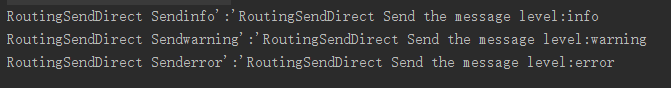 RoutingSendDirect Sendinfo':'RoutingSendDirect Send the message level:info
RoutingSendDirect Sendwarning':'RoutingSendDirect Send the message level:warning
RoutingSendDirect Senderror':'RoutingSendDirect Send the message level:error